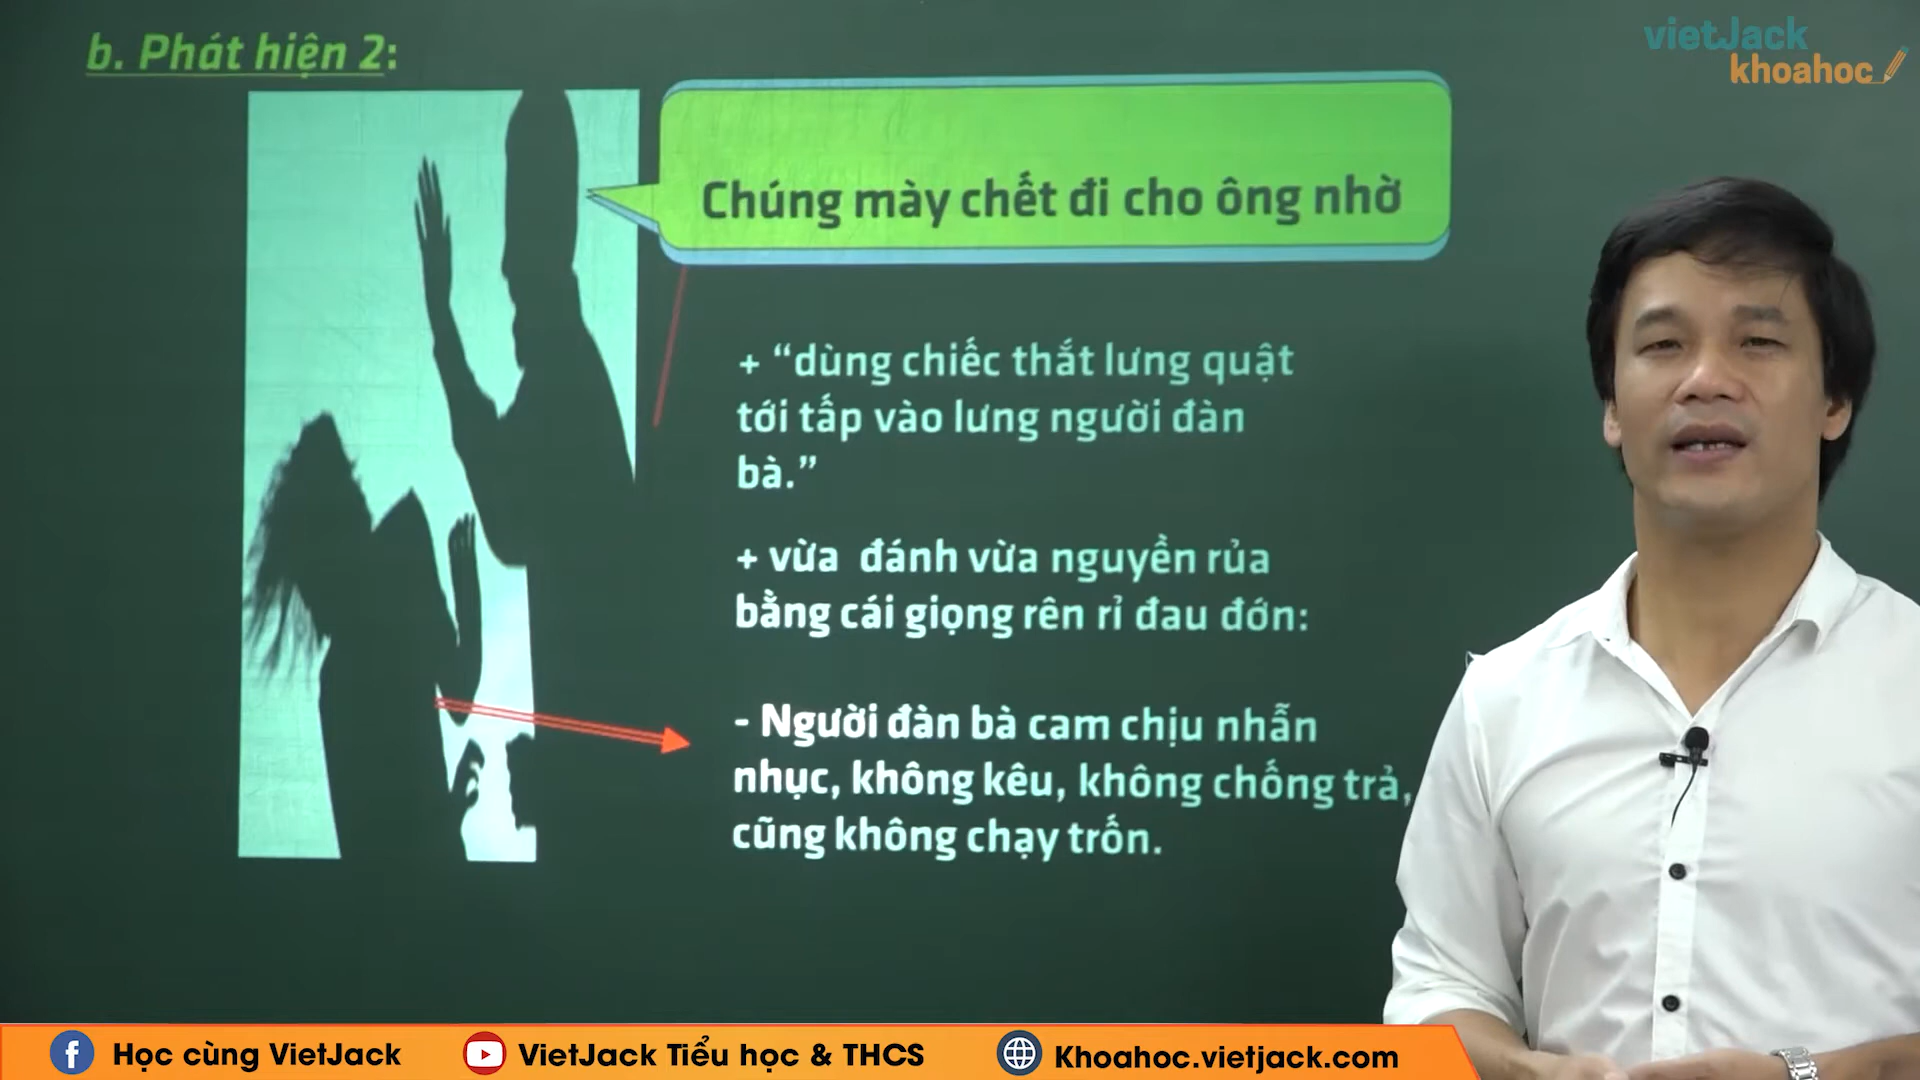 b. Phát hiện 2:
vietJack
khoahoc
Chúng mày chết đi cho ông nhờ
+ “dùng chiếc thắt lưng quật
tới tấp vào lưng người đàn
bà.”
+ vừa đánh vừa nguyền rủa
bằng cái giọng rên rỉ đau đớn:
- Người đàn bà cam chịu nhẫn
nhục, không kêu, không chống trả,
cũng không chạy trốn.
Học cùng VietJack
VietJack Tiểu học & THCS
Khoahoc.vietjack.com